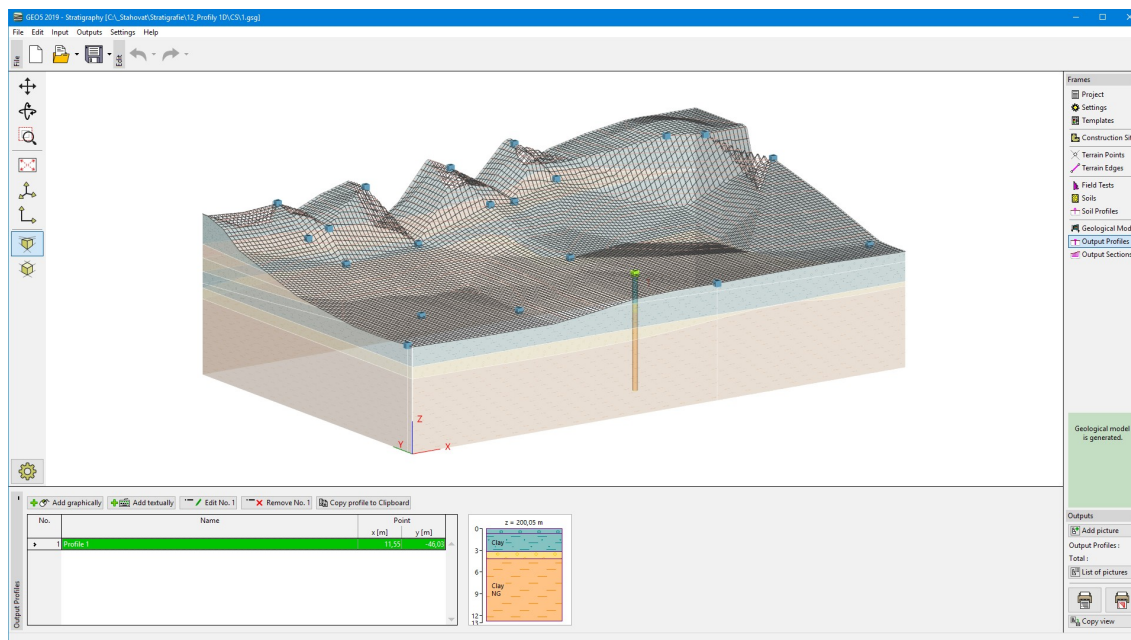 GEO5 2019 - Stratigraphy [C:\_Stahovat\Stratigrafie\12_Profily 1D\CS\1.gsg]
File Edit Input Outputs Settings Help
File
Edit
Frames
Project
Settings
Templates
Construction Sit
Terrain Points
Terrain Edges
Field Tests
Soils
Soil Profiles
Geological Mod
Output Profiles
Output Sections
Z
Y
X
Geological model
is generated.
Add graphically Add textually Edit No. 1 Remove No. 1 Copy profile to Clipboard
No. Name Point
x [m] y [m]
1 Profile 1 11,55 -46,03
Output Profiles
z = 200,05 m
0
Clay
3
6
Clay
NG
9
12
13
Outputs
Add picture
Output Profiles :
Total :
List of pictures
Copy view